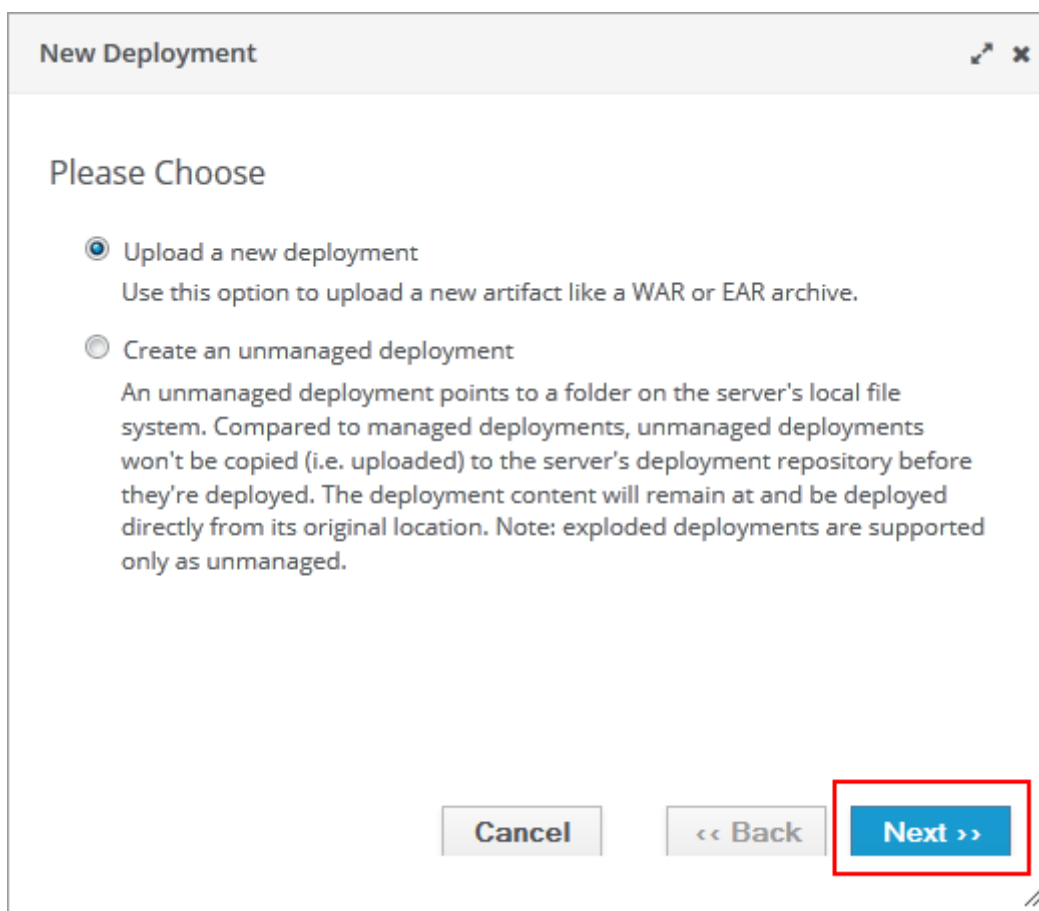 New Deployment
Please Choose
Upload a new deployment
Use this option to upload a new artifact like a WAR or EAR archive.
Create an unmanaged deployment
An unmanaged deployment points to a folder on the server's local file
system. Compared to managed deployments, unmanaged deployments
won't be copied (i.e. uploaded) to the server's deployment repository before
they're deployed. The deployment content will remain at and be deployed
directly from its original location. Note: exploded deployments are supported
only as unmanaged.
Cancel
‹‹ Back
Next ››